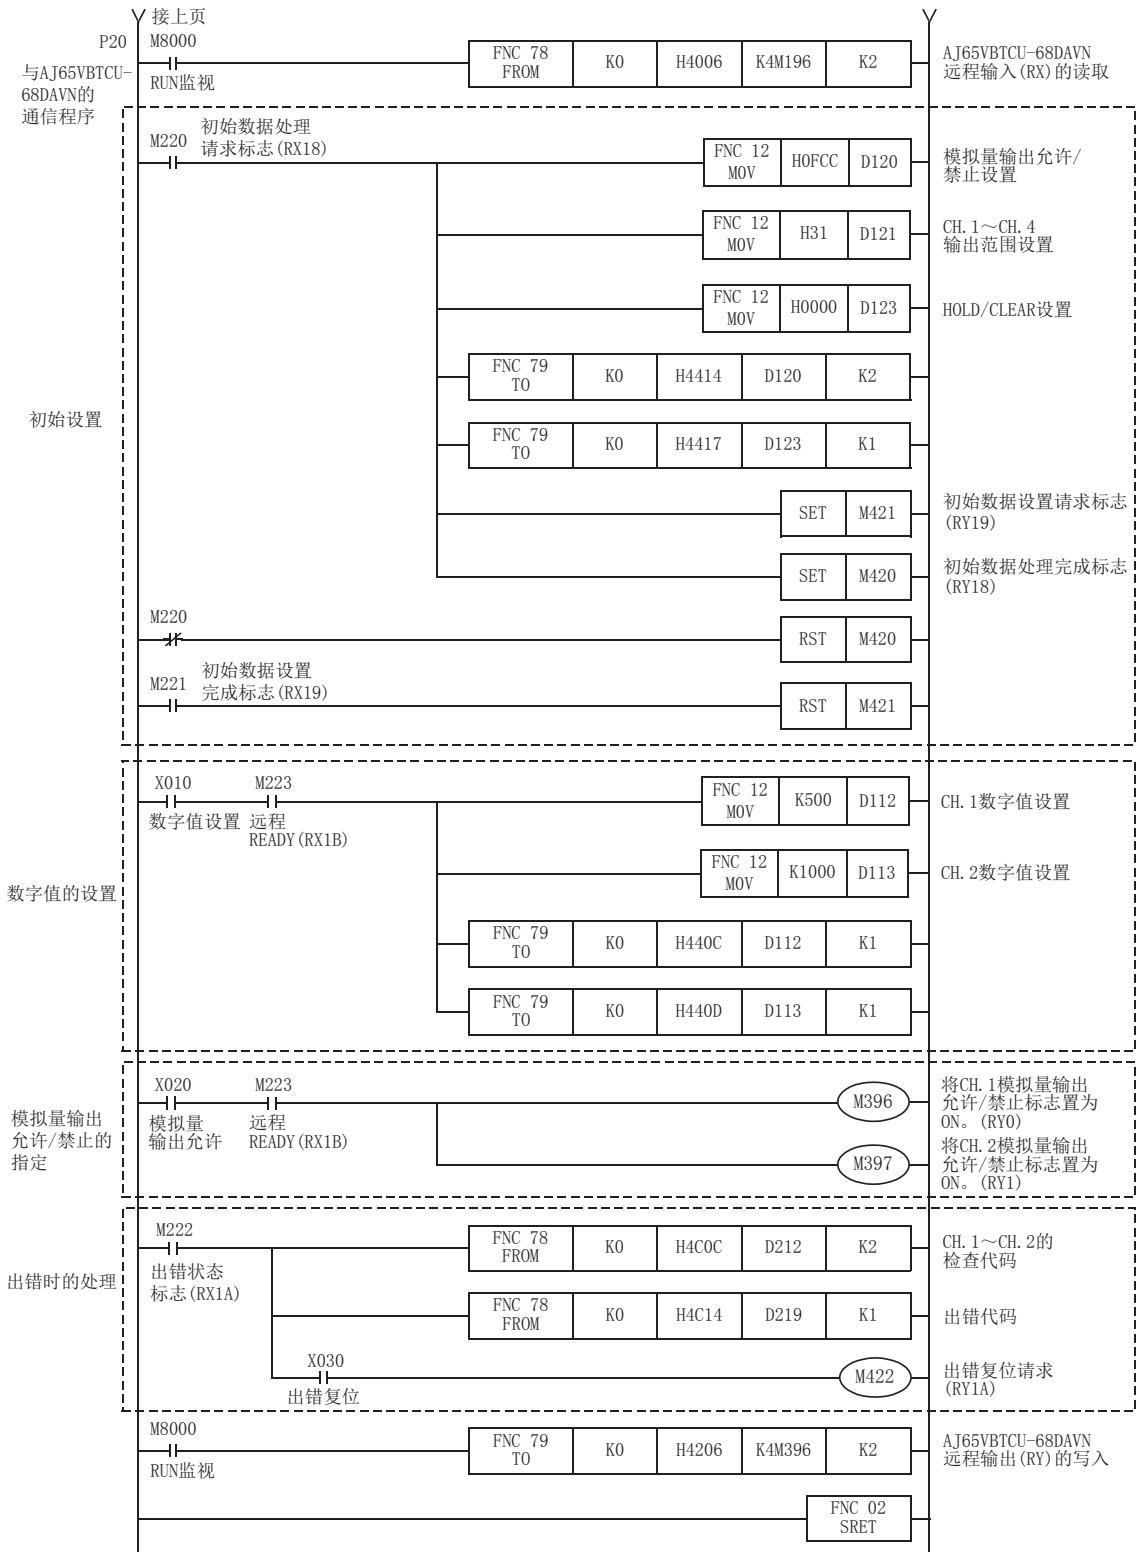 接上页
P20
M8000
FNC 78
FROM
K0
H4006
K4M196
K2
AJ65VBTCU-68DAVN
远程输入(RX)的读取
与AJ65VBTCU-
68DAVN的
通信程序
RUN监视
初始设置
M220
初始数据处理
请求标志(RX18)
FNC 12
MOV
H0FCC
D120
模拟量输出允许/
禁止设置
FNC 12
MOV
H31
D121
CH.1～CH.4
输出范围设置
FNC 12
MOV
H0000
D123
HOLD/CLEAR设置
FNC 79
TO
K0
H4414
D120
K2
FNC 79
TO
K0
H4417
D123
K1
SET
M421
初始数据设置请求标志
(RY19)
SET
M420
初始数据处理完成标志
(RY18)
M220
RST
M420
M221
初始数据设置
完成标志(RX19)
RST
M421
数字值的设置
X010
数字值设置
M223
远程
READY(RX1B)
FNC 12
MOV
K500
D112
CH.1数字值设置
FNC 12
MOV
K1000
D113
CH.2数字值设置
FNC 79
TO
K0
H440C
D112
K1
FNC 79
TO
K0
H440D
D113
K1
模拟量输出
允许/禁止的
指定
X020
模拟量
输出允许
M223
远程
READY(RX1B)
M396
将CH.1模拟量输出
允许/禁止标志置为
ON。(RY0)
M397
将CH.2模拟量输出
允许/禁止标志置为
ON。(RY1)
出错时的处理
M222
出错状态
标志(RX1A)
FNC 78
FROM
K0
H4C0C
D212
K2
CH.1～CH.2的
检查代码
FNC 78
FROM
K0
H4C14
D219
K1
出错代码
X030
出错复位
M422
出错复位请求
(RY1A)
M8000
RUN监视
FNC 79
TO
K0
H4206
K4M396
K2
AJ65VBTCU-68DAVN
远程输出(RY)的写入
FNC 02
SRET